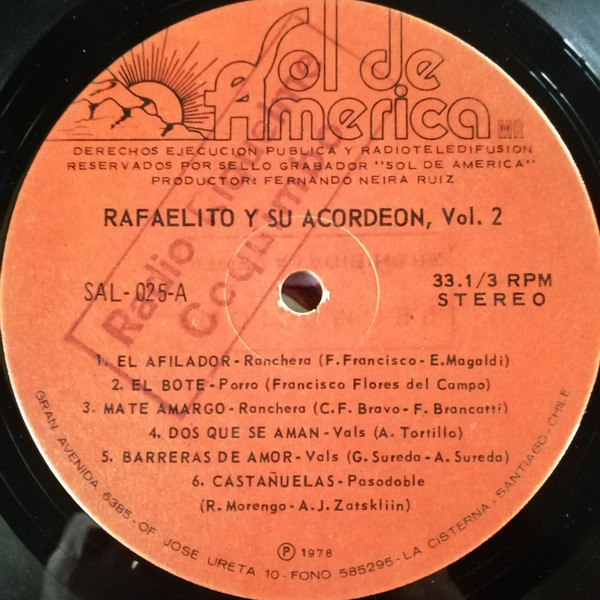 Sol de
America MR
DERECHOS EJECUCION PUBLICA Y RADIOTELEDIFUSION
RESERVADOS POR SELLO GRABADOR "SOL DE AMERICA"
PRODUCTOR: FERNANDO NEIRA RUIZ
RAFAELITO Y SU ACORDEON, Vol. 2
SAL-025-A
33.1/3 RPM
STEREO
Radio
Coquimbo
1. EL AFILADOR - Ranchera (F. Francisco - E. Magaldi)
2. EL BOTE - Porro (Francisco Flores del Campo)
3. MATE AMARGO - Ranchera (C. F. Bravo - F. Brancatti)
4. DOS QUE SE AMAN - Vals (A. Tortillo)
5. BARRERAS DE AMOR - Vals (G. Sureda - A. Sureda)
6. CASTAÑUELAS - Pasodoble
(R. Morengo - A. J. Zatskliin)
Ⓟ 1978
GRAN AVENIDA 6385 - OF JOSE URETA 10 - FONO 585295 - LA CISTERNA - SANTIAGO - CHILE